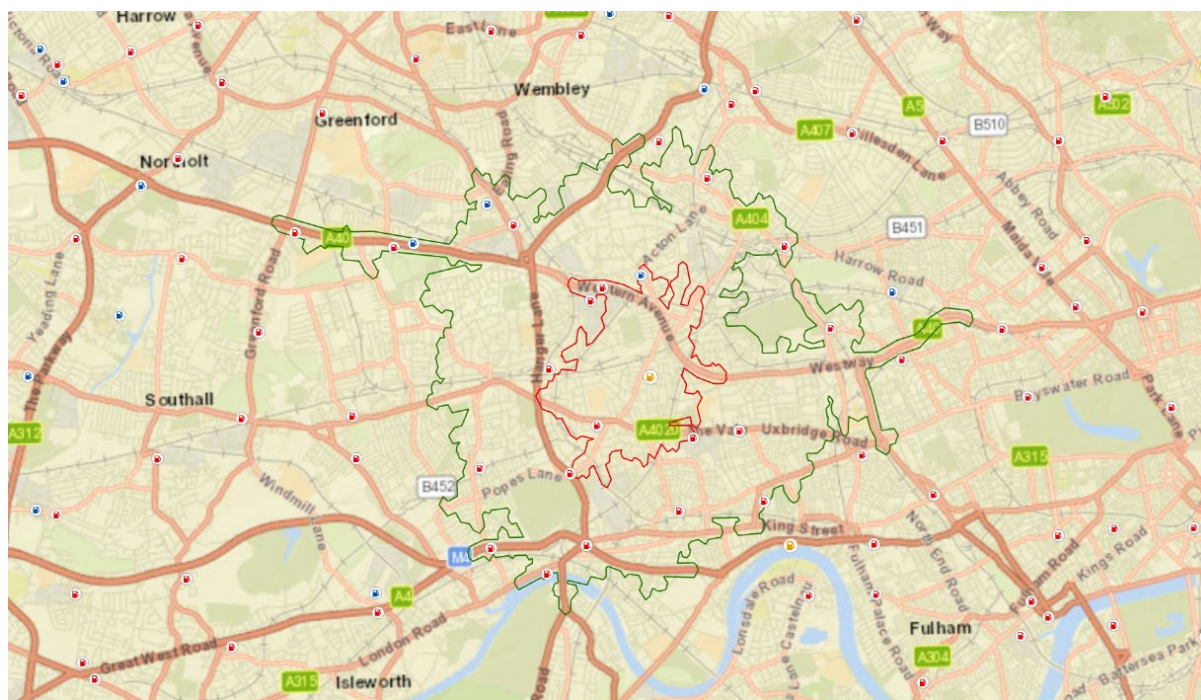 Harrow
A5
East Lane
Wembley
A5
A502
B510
Greenford
A407
Abbey Road
Northolt
Ealing Road
Acton Lane
A404
B451
Maida Vale
A40
Harrow Road
Yeading Lane
Greenford Road
Western Avenue
A40
Hanger Lane
The Parkway
Westway
Bayswater Road
Park Lane
Southall
A312
A4020
The Vale
Uxbridge Road
A315
B452
Popes Lane
Windmill Lane
King Street
North End Road
M4
Fulham Road
Kings Road
A4
Lonsdale Road
Fulham Palace Road
London Road
Fulham
Great West Road
A304
Battersea Park
A315
Isleworth